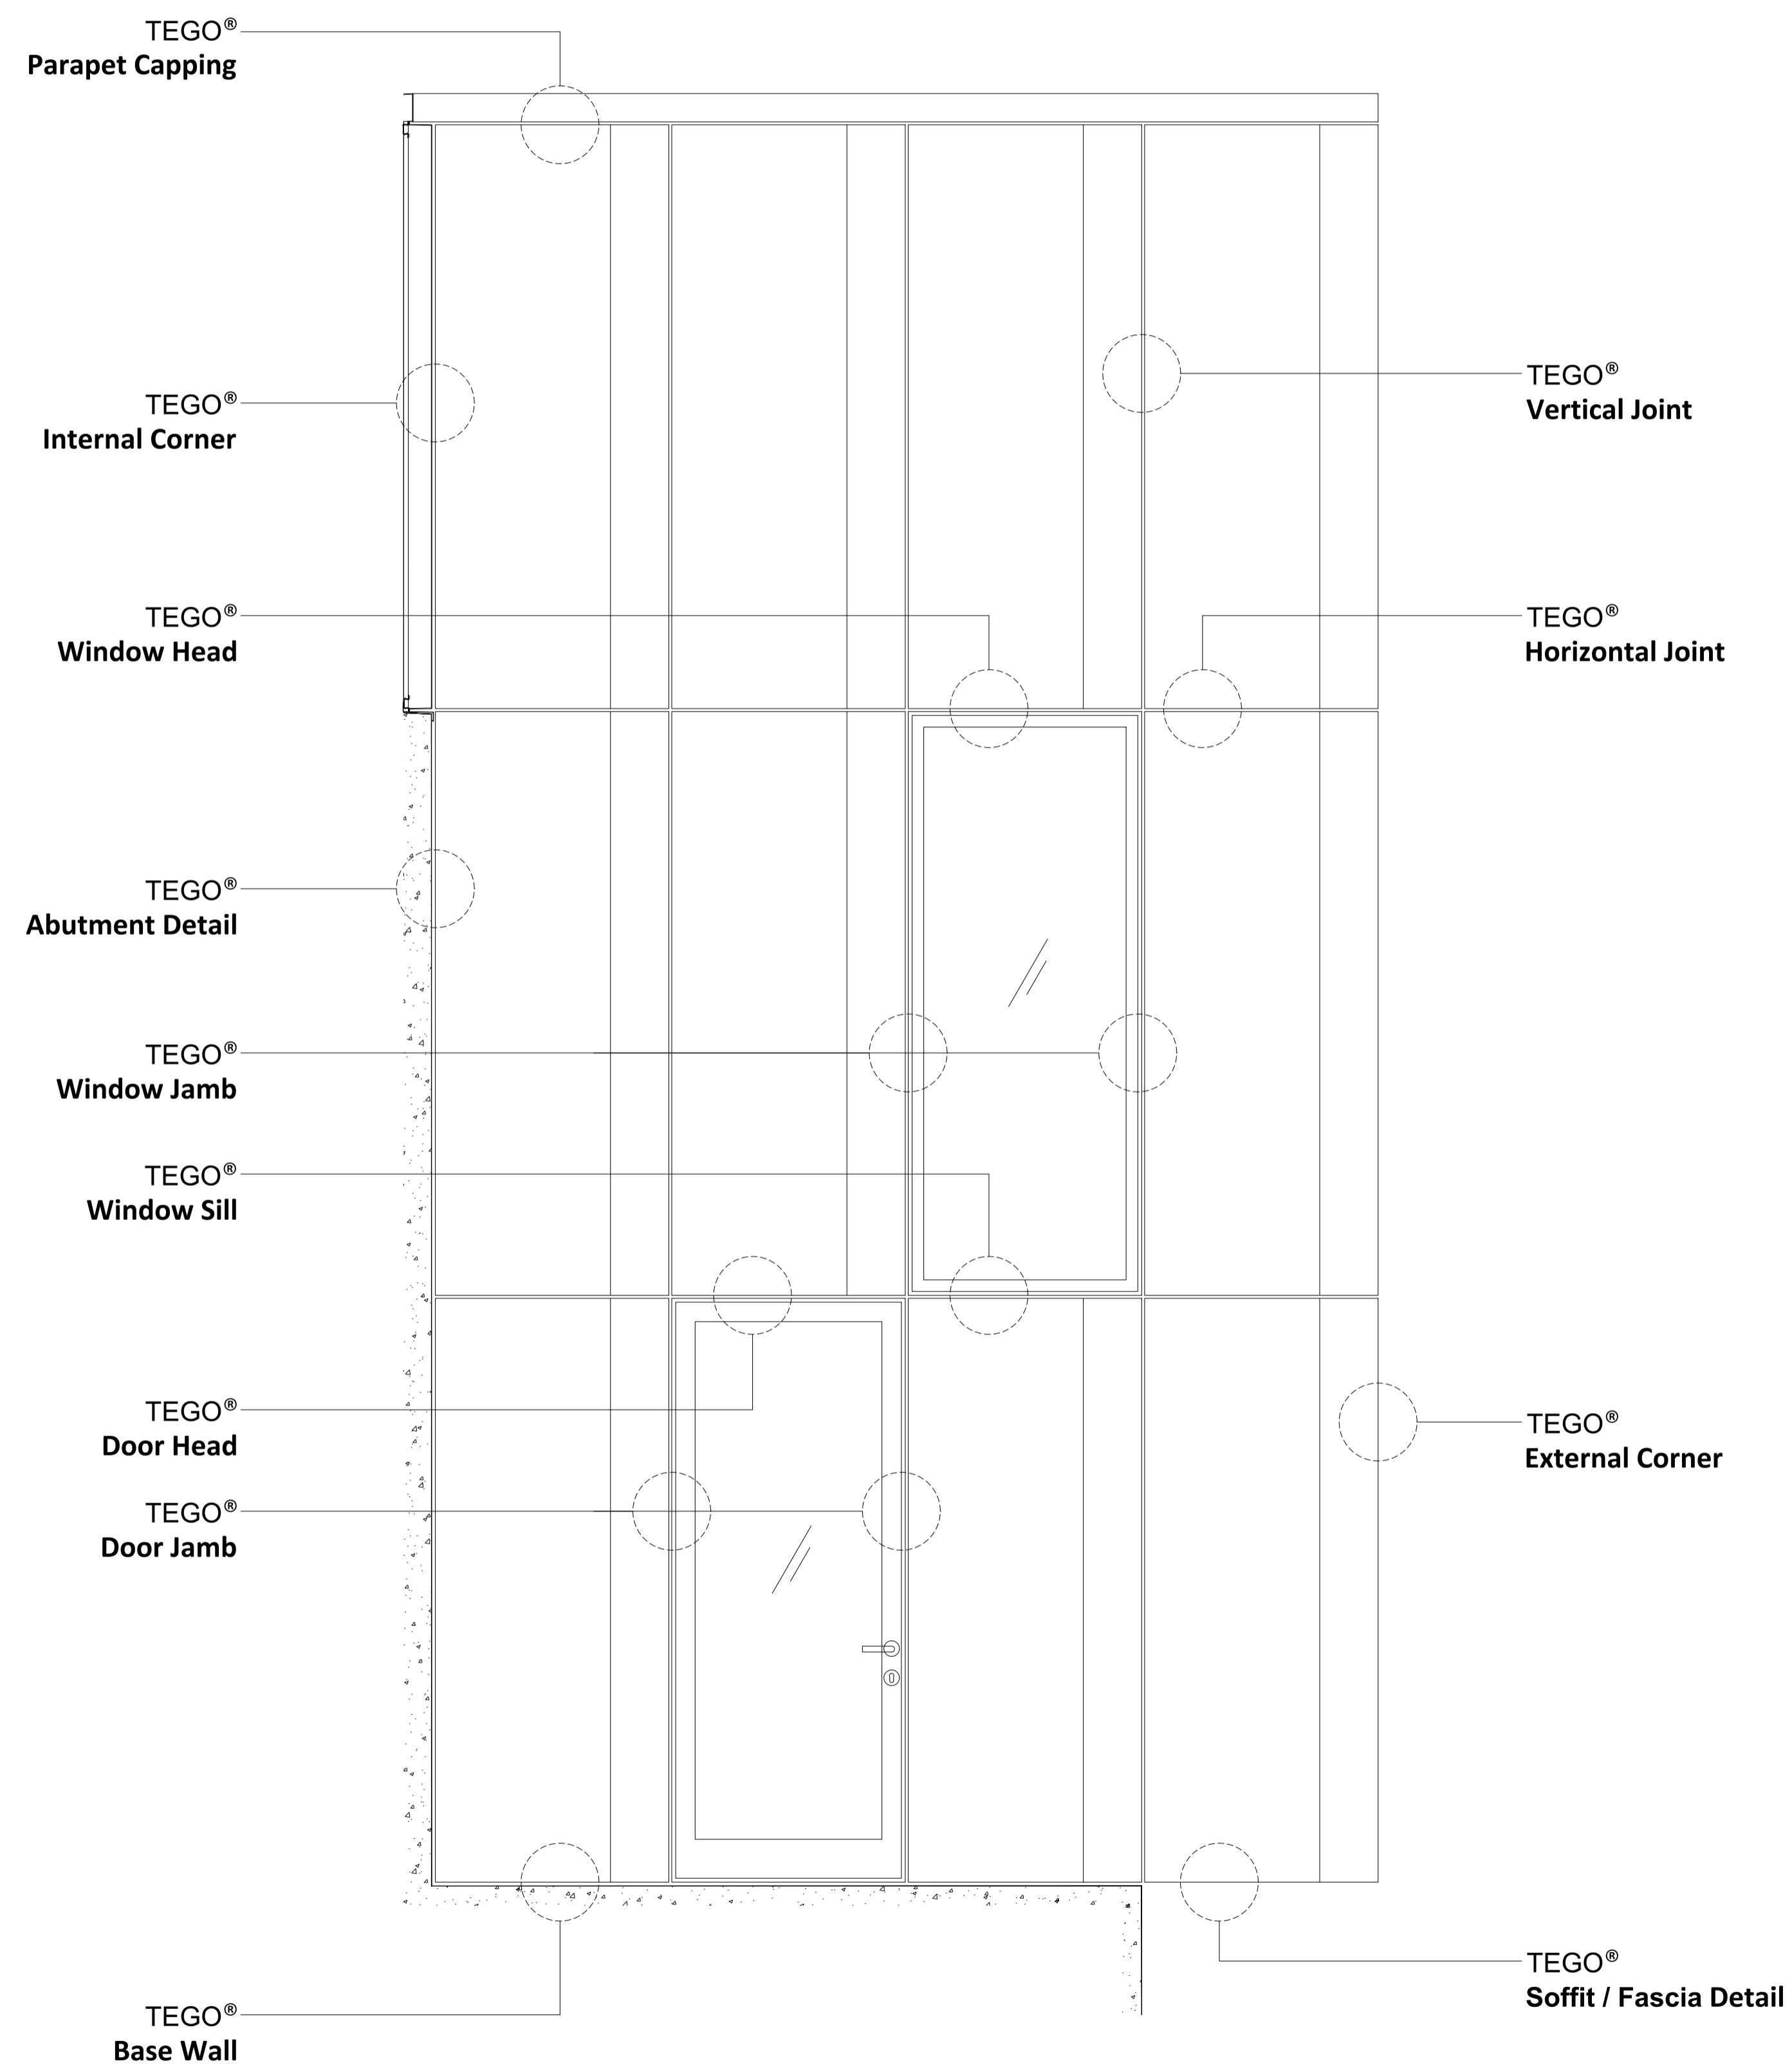 TEGO®
Parapet Capping
TEGO®
Internal Corner
TEGO®
Window Head
TEGO®
Abutment Detail
TEGO®
Window Jamb
TEGO®
Window Sill
TEGO®
Door Head
TEGO®
Door Jamb
TEGO®
Base Wall
TEGO®
Vertical Joint
TEGO®
Horizontal Joint
TEGO®
External Corner
TEGO®
Soffit / Fascia Detail